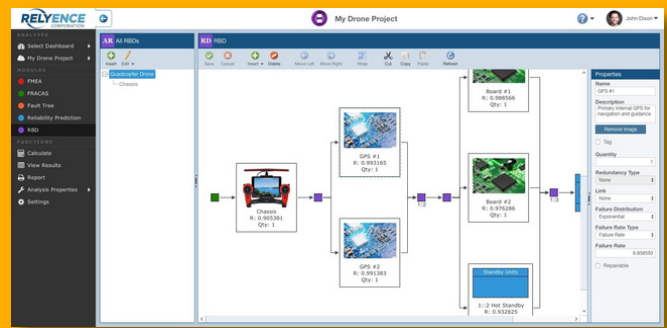 RELYENCE
CORPORATION
My Drone Project
John Dixon
ANALYSES
Select Dashboard
My Drone Project
MODULES
FMEA
FRACAS
Fault Tree
Reliability Prediction
RBD
FUNCTIONS
Calculate
View Results
Report
Analysis Properties
Settings
AR All RBDs
Insert Edit
Quadcopter Drone
Chassis
RD RBD
Save Cancel Insert Delete Move Left Move Right Wrap Cut Copy Paste Refresh
Chassis
R: 0.905381
Qty: 1
GPS #1
R: 0.993165
Qty: 1
GPS #2
R: 0.991383
Qty: 1
1::2
Board #1
R: 0.988566
Qty: 1
Board #2
R: 0.976286
Qty: 1
Standby Units
1::2 Hot Standby
R: 0.932825
1::2
Properties
Name
GPS #1
Description
Primary internal GPS for
navigation and guidance
Remove Image
Tag
Quantity
1
Redundancy Type
None
Link
None
Failure Distribution
Exponential
Failure Rate Type
Failure Rate
Failure Rate
6.858593
Repairable